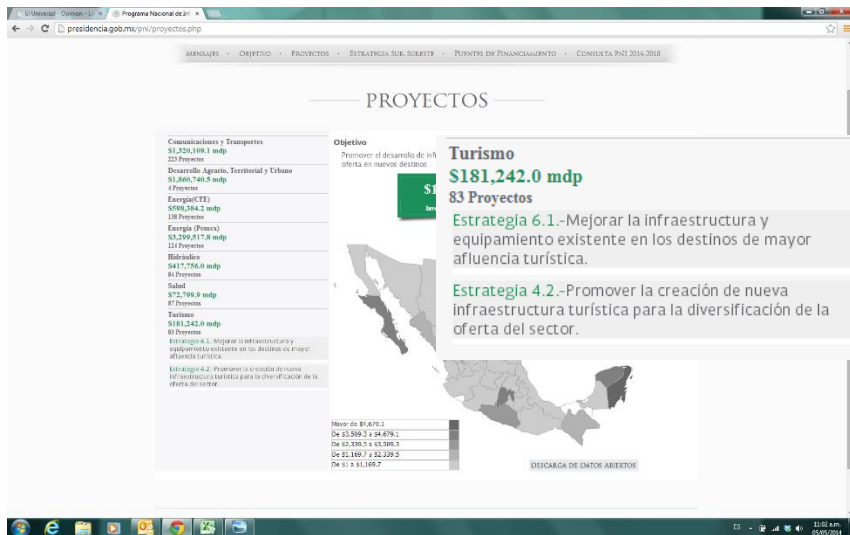 El Universal - Opinion - Lo
Programa Nacional de Inf
presidencia.gob.mx/pni/proyectos.php
MENSAJES • OBJETIVO • PROYECTOS • ESTRATEGIA SUR-SURESTE • FUENTES DE FINANCIAMIENTO • CONSULTA PNI 2014-2018
PROYECTOS
Comunicaciones y Transportes
$1,320,109.1 mdp
223 Proyectos
Desarrollo Agrario, Territorial y Urbano
$1,860,740.5 mdp
4 Proyectos
Energía(CFE)
$598,384.2 mdp
138 Proyectos
Energía (Pemex)
$3,299,517.8 mdp
124 Proyectos
Hidráulico
$417,756.0 mdp
84 Proyectos
Salud
$72,799.9 mdp
87 Proyectos
Turismo
$181,242.0 mdp
83 Proyectos
Estrategia 6.1.-Mejorar la infraestructura y
equipamiento existente en los destinos de mayor
afluencia turística.
Estrategia 4.2.-Promover la creación de nueva
infraestructura turística para la diversificación de la
oferta del sector.
Objetivo
Promover el desarrollo de inf
oferta en nuevos destinos
$1
Inv
Turismo
$181,242.0 mdp
83 Proyectos
Estrategia 6.1.-Mejorar la infraestructura y
equipamiento existente en los destinos de mayor
afluencia turística.
Estrategia 4.2.-Promover la creación de nueva
infraestructura turística para la diversificación de la
oferta del sector.
Mayor de $4,679.1
De $3,509.3 a $4,679.1
De $2,339.5 a $3,509.3
De $1,169.7 a $2,339.5
De $1 a $1,169.7
DESCARGA DE DATOS ABIERTOS
ES
11:02 a.m.
05/05/2014